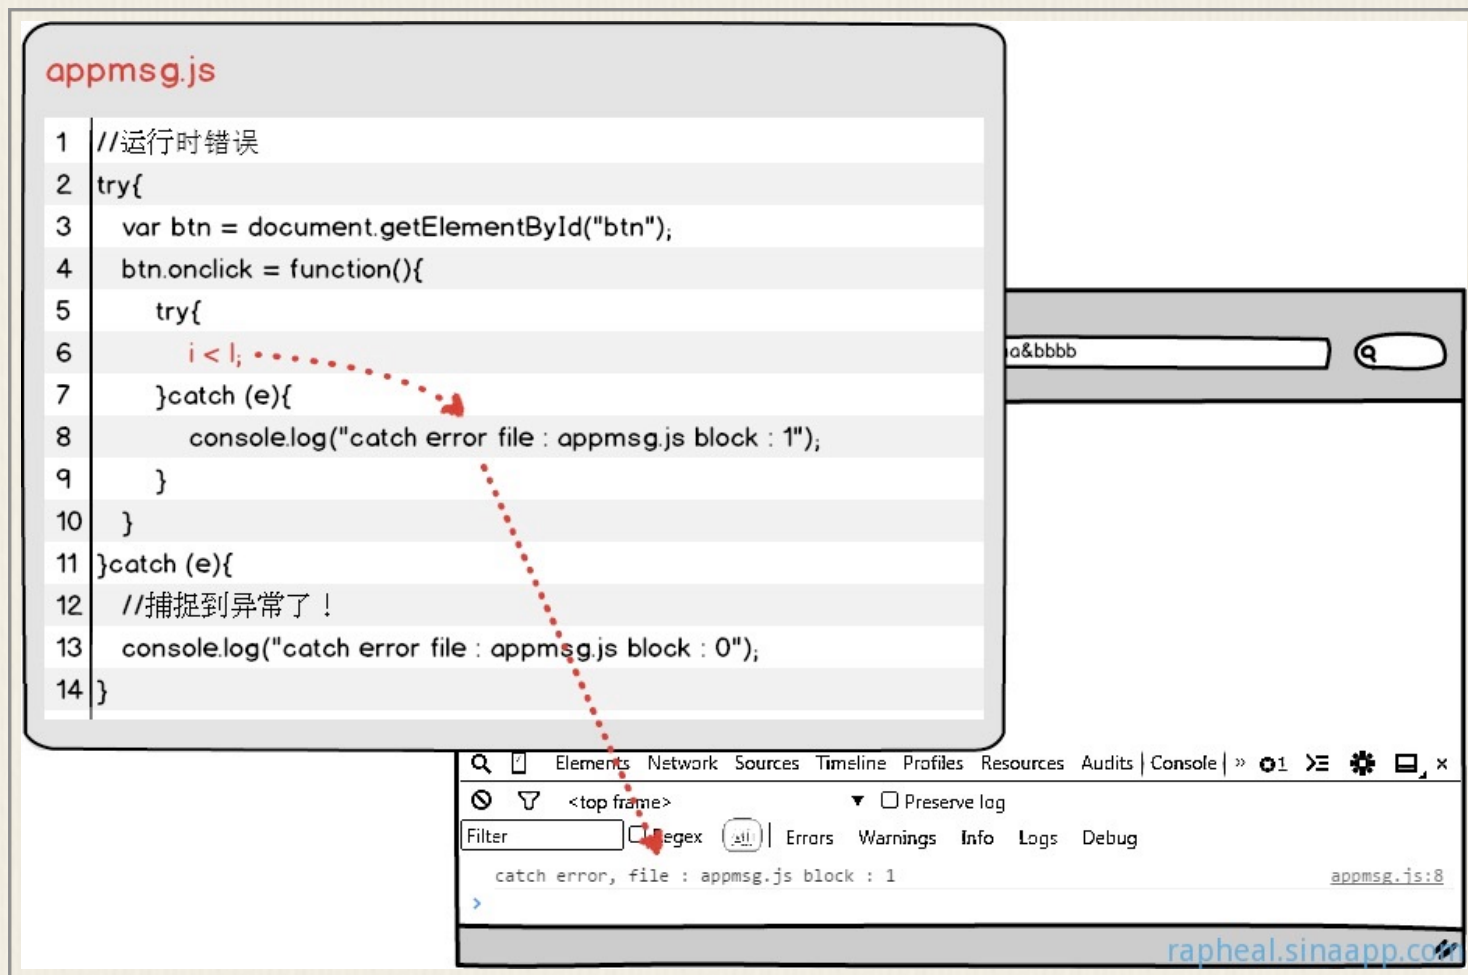 appmsg.js
1 //运行时错误
2 try{
3 var btn = document.getElementById("btn");
4 btn.onclick = function(){
5 try{
6 i < l;
7 }catch (e){
8 console.log("catch error file : appmsg.js block : 1");
9 }
10 }
11 }catch (e){
12 //捕捉到异常了！
13 console.log("catch error file : appmsg.js block : 0");
14 }
a&bbbb
Elements Network Sources Timeline Profiles Resources Audits Console » 1 ×
<top frame> ▼ Preserve log
Filter Regex All Errors Warnings Info Logs Debug
catch error, file : appmsg.js block : 1 appmsg.js:8
>
rapheal.sinaapp.com